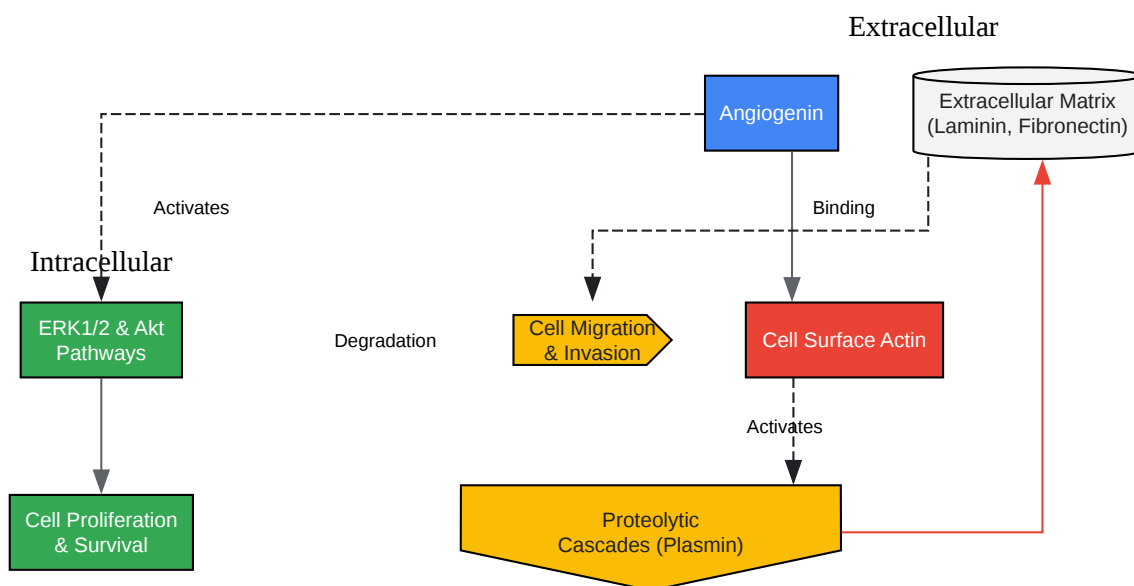 Extracellular
Extracellular Matrix
(Laminin, Fibronectin)
Angiogenin
Activates
Binding
Intracellular
ERK1/2 & Akt
Pathways
Degradation
Cell Migration
& Invasion
Cell Surface Actin
Activates
Cell Proliferation
& Survival
Proteolytic
Cascades (Plasmin)